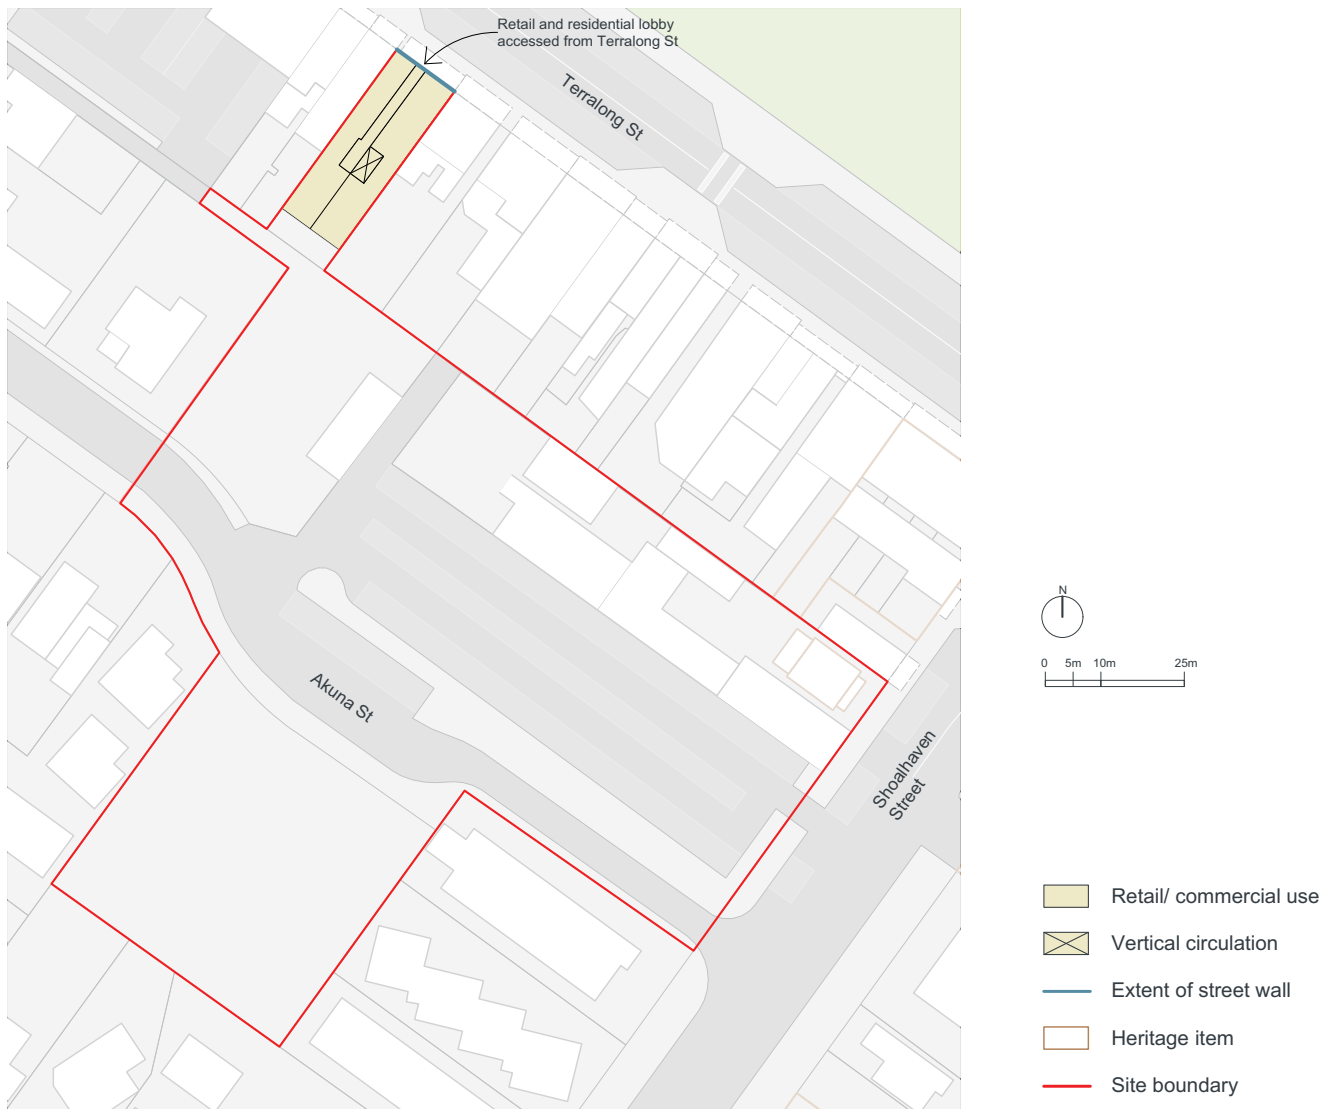 Retail and residential lobby
accessed from Terralong St
Terralong St
Akuna St
Shoalhaven
Street
N
0 5m 10m 25m
Retail/ commercial use
Vertical circulation
Extent of street wall
Heritage item
Site boundary